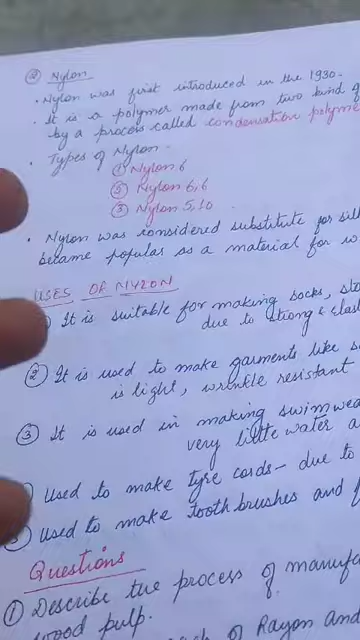 ② Nylon
• Nylon was first introduced in the 1930-
• It is a polymer made from two kind
by a process called condensation polyme
• Types of Nylon -
① Nylon 6
② Nylon 6,6
③ Nylon 5,10
• Nylon was considered substitute for sil
became popular as a material for
USES OF NYLON
It is suitable for making socks, sto
due to strong & elas
② It is used to make garments like
is light, wrinkle resistant
③ It is used in making swimwea
very little water a
Used to make tyre cords - due to
Used to make Toothbrushes and
Questions
① Describe the process of manufa
wood pulp.
of Rayon and